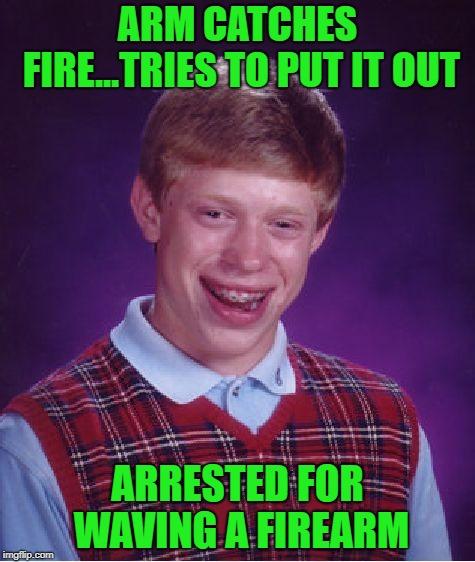 ARM CATCHES
FIRE...TRIES TO PUT IT OUT
ARRESTED FOR
WAVING A FIREARM
imgflip.com